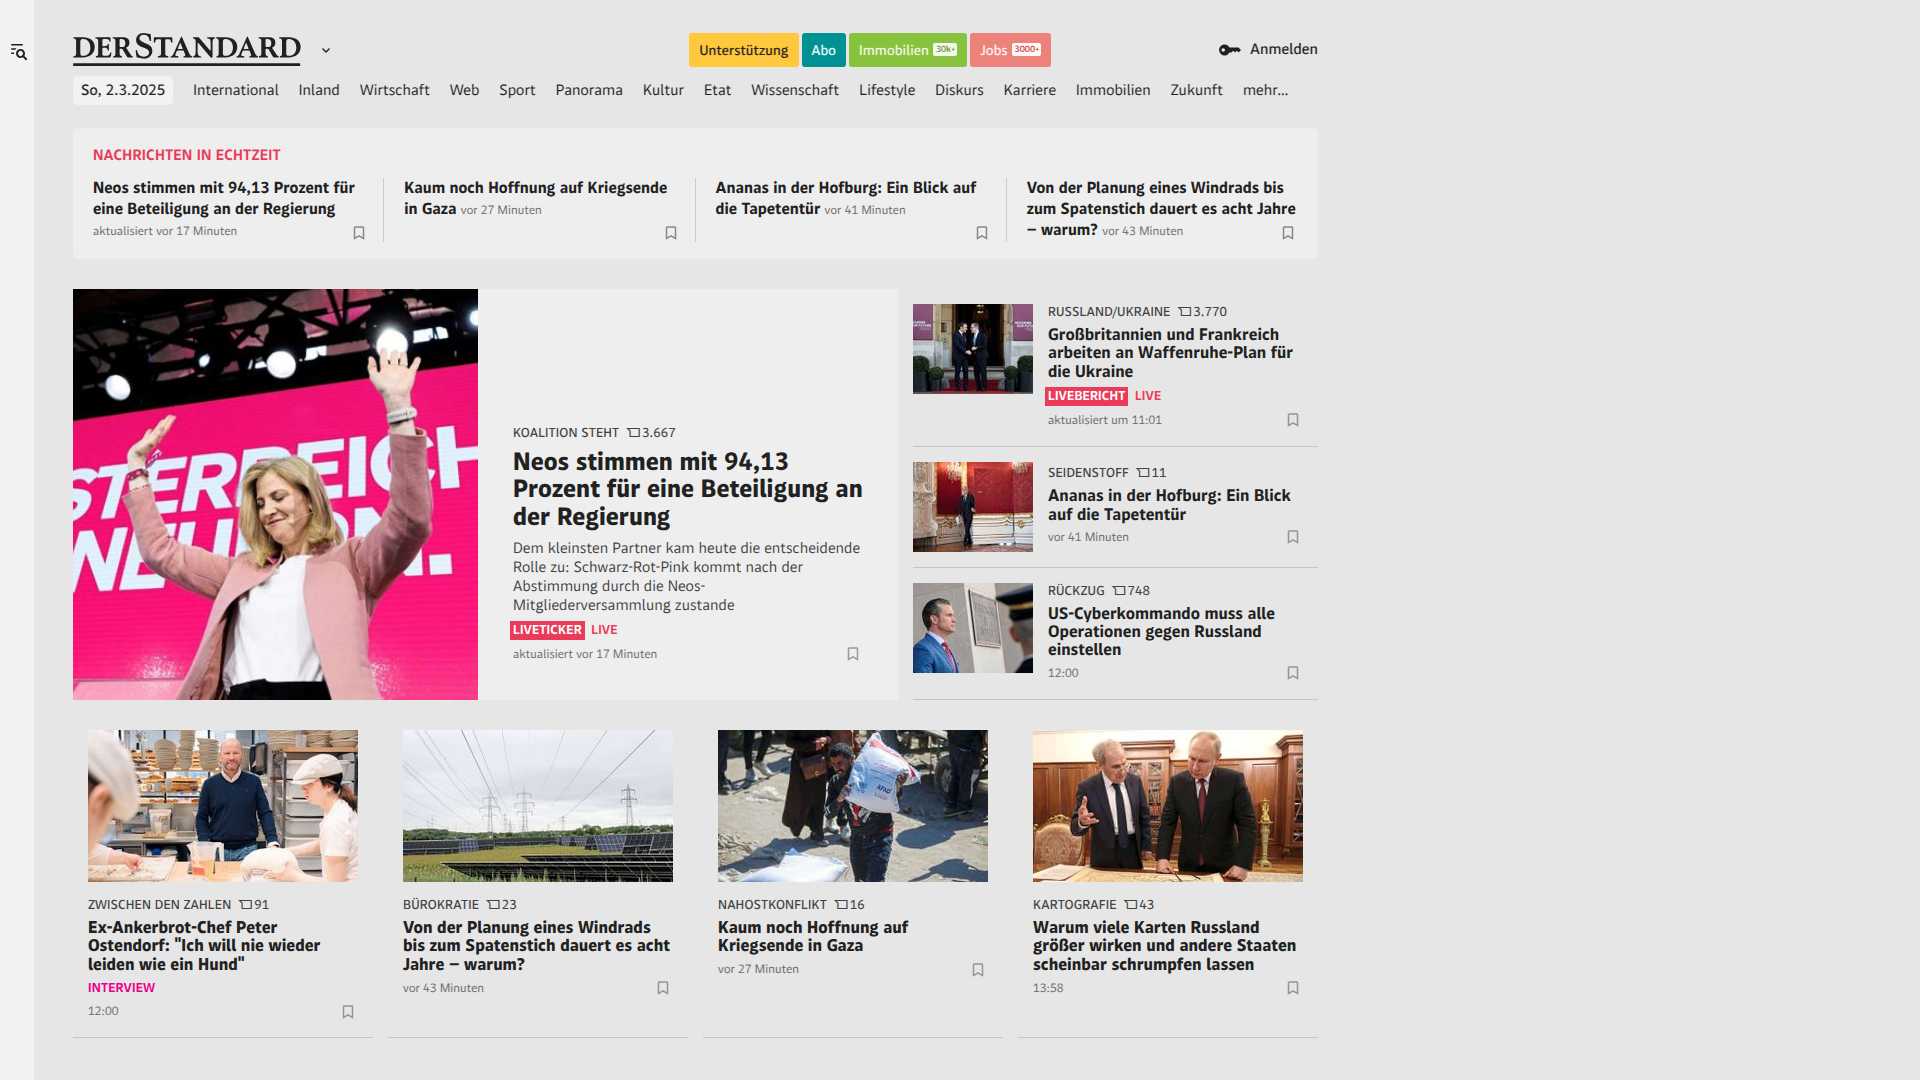 DERSTANDARD
Unterstützung
Abo
Immobilien 30k+
Jobs 3000+
Anmelden
So, 2.3.2025
International
Inland
Wirtschaft
Web
Sport
Panorama
Kultur
Etat
Wissenschaft
Lifestyle
Diskurs
Karriere
Immobilien
Zukunft
mehr...
NACHRICHTEN IN ECHTZEIT
Neos stimmen mit 94,13 Prozent für
eine Beteiligung an der Regierung
aktualisiert vor 17 Minuten
Kaum noch Hoffnung auf Kriegsende
in Gaza vor 27 Minuten
Ananas in der Hofburg: Ein Blick auf
die Tapetentür vor 41 Minuten
Von der Planung eines Windrads bis
zum Spatenstich dauert es acht Jahre
– warum? vor 43 Minuten
STERREICH
NEU
KOALITION STEHT 3.667
Neos stimmen mit 94,13
Prozent für eine Beteiligung an
der Regierung
Dem kleinsten Partner kam heute die entscheidende
Rolle zu: Schwarz-Rot-Pink kommt nach der
Abstimmung durch die Neos-
Mitgliederversammlung zustande
LIVETICKER LIVE
aktualisiert vor 17 Minuten
RUSSLAND/UKRAINE 3.770
Großbritannien und Frankreich
arbeiten an Waffenruhe-Plan für
die Ukraine
LIVEBERICHT LIVE
aktualisiert um 11:01
SEIDENSTOFF 11
Ananas in der Hofburg: Ein Blick
auf die Tapetentür
vor 41 Minuten
RÜCKZUG 748
US-Cyberkommando muss alle
Operationen gegen Russland
einstellen
12:00
ZWISCHEN DEN ZAHLEN 91
Ex-Ankerbrot-Chef Peter
Ostendorf: "Ich will nie wieder
leiden wie ein Hund"
INTERVIEW
12:00
BÜROKRATIE 23
Von der Planung eines Windrads
bis zum Spatenstich dauert es acht
Jahre – warum?
vor 43 Minuten
NAHOSTKONFLIKT 16
Kaum noch Hoffnung auf
Kriegsende in Gaza
vor 27 Minuten
KARTOGRAFIE 43
Warum viele Karten Russland
größer wirken und andere Staaten
scheinbar schrumpfen lassen
13:58